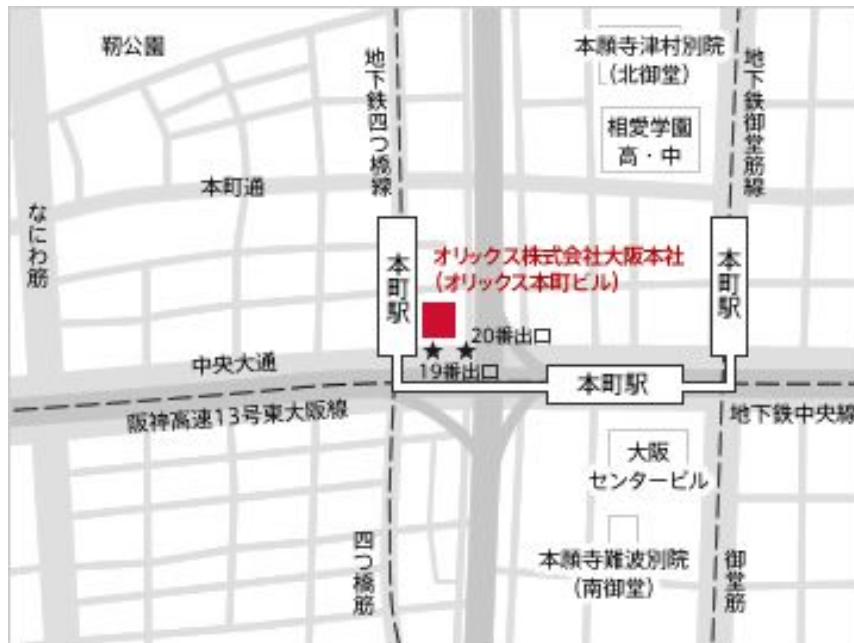 靭公園
地下鉄四つ橋線
本願寺津村別院
（北御堂）
地下鉄御堂筋線
相愛学園
高・中
本町通
なにわ筋
本町駅
オリックス株式会社大阪本社
（オリックス本町ビル）
本町駅
20番出口
19番出口
中央大通
本町駅
阪神高速13号東大阪線
地下鉄中央線
大阪
センタービル
四つ橋筋
本願寺難波別院
（南御堂）
御堂筋